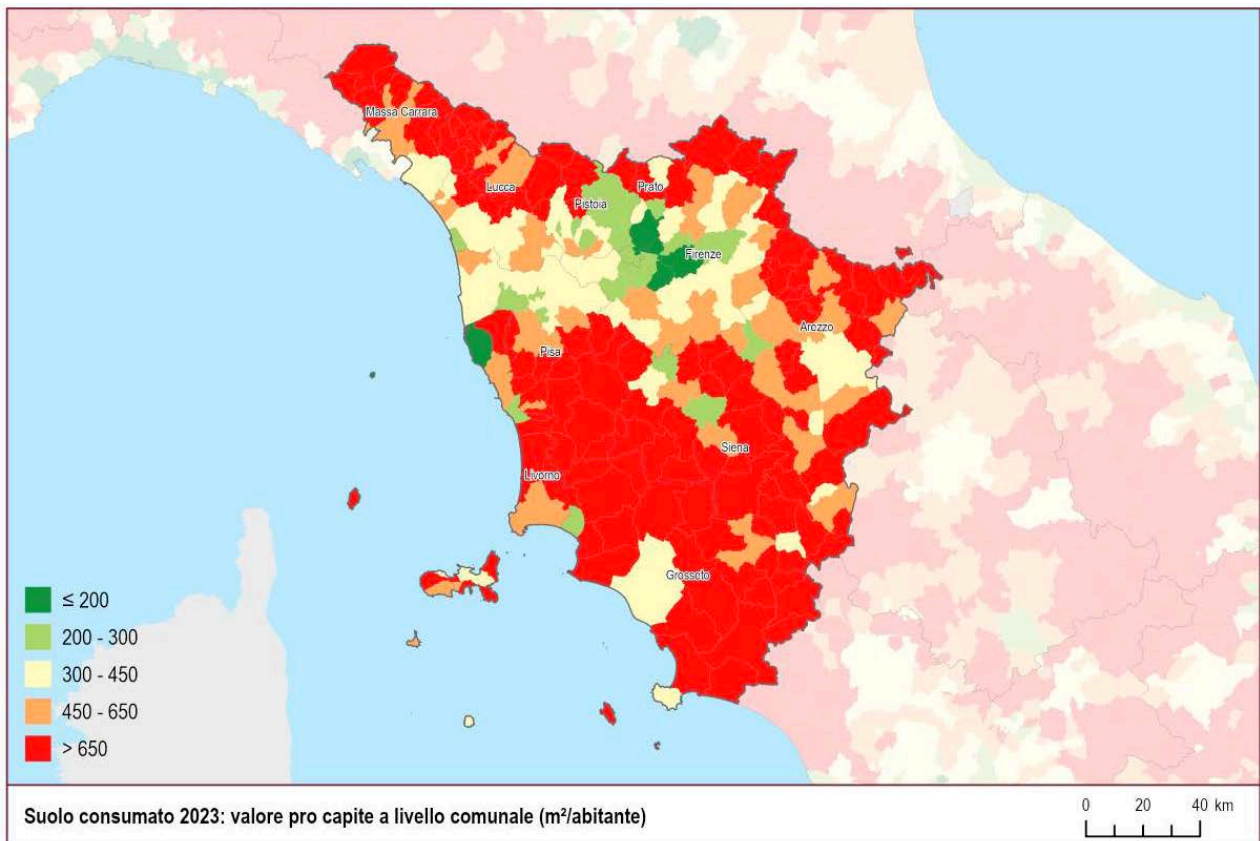 Massa Carrara
Lucca
Prato
Pistoia
Firenze
Arezzo
Pisa
Siena
Livorno
Grosseto
≤ 200
200 - 300
300 - 450
450 - 650
> 650
Suolo consumato 2023: valore pro capite a livello comunale (m²/abitante)
0 20 40 km